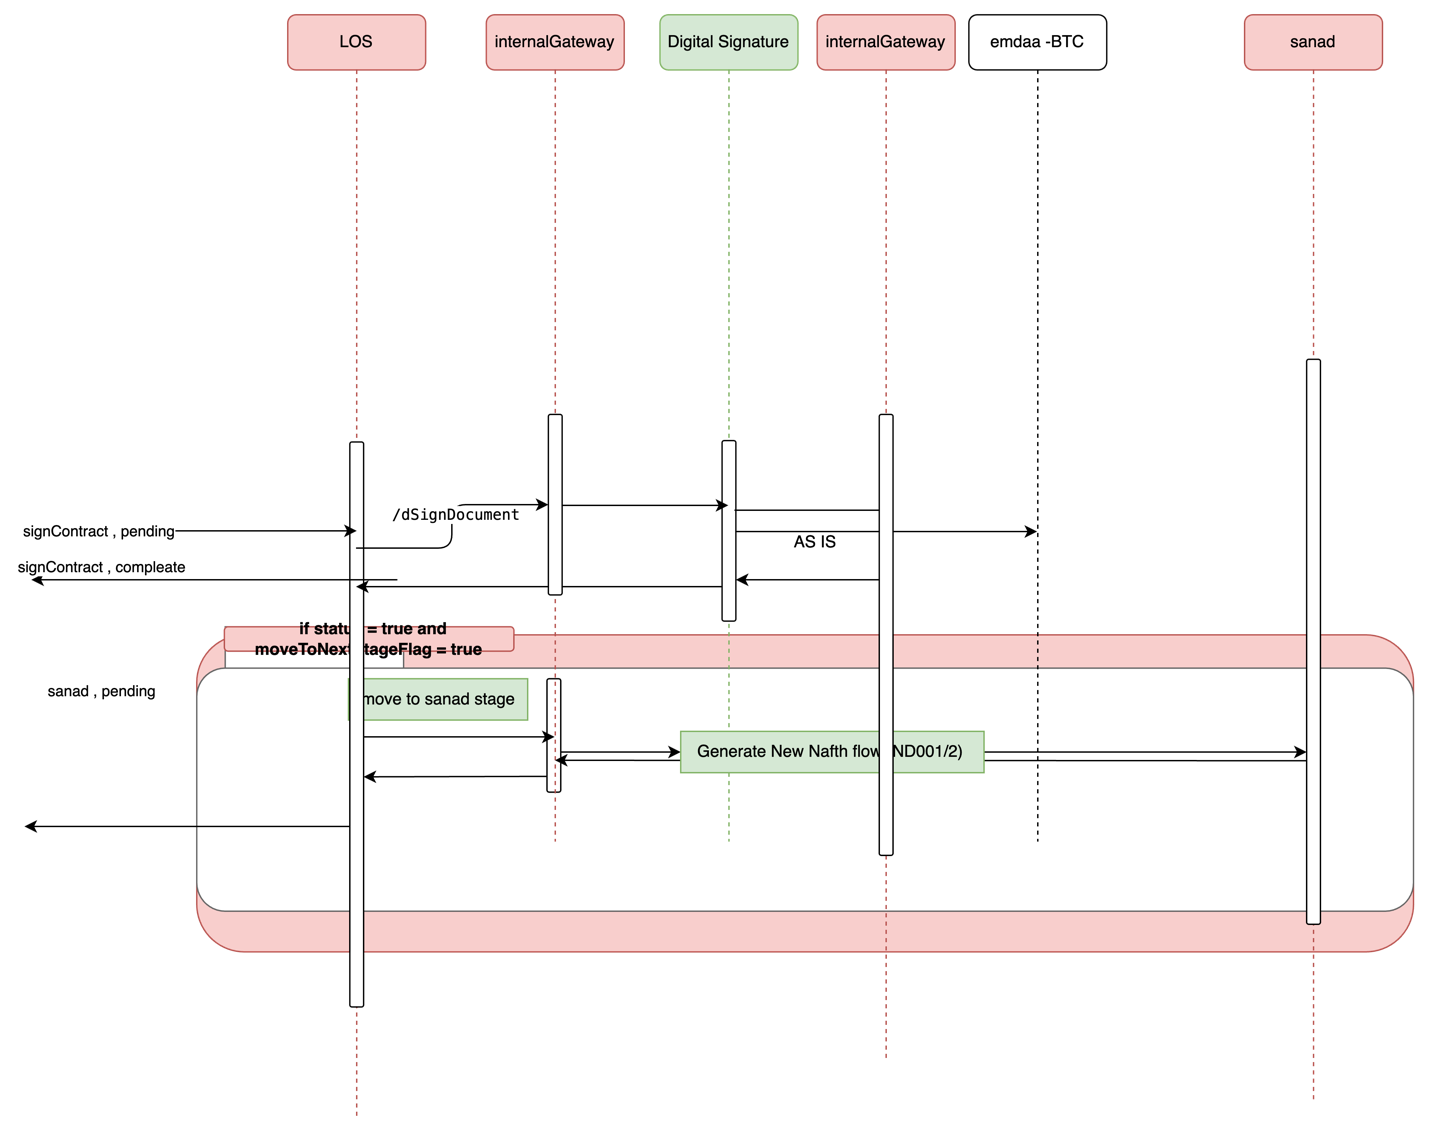 LOS
internalGateway
Digital Signature
internalGateway
emdaa -BTC
sanad
/dSignDocument
signContract , pending
AS IS
signContract , compleate
if statu = true and
moveToNex tageFlag = true
sanad , pending
move to sanad stage
Generate New Nafth flow ND001/2)